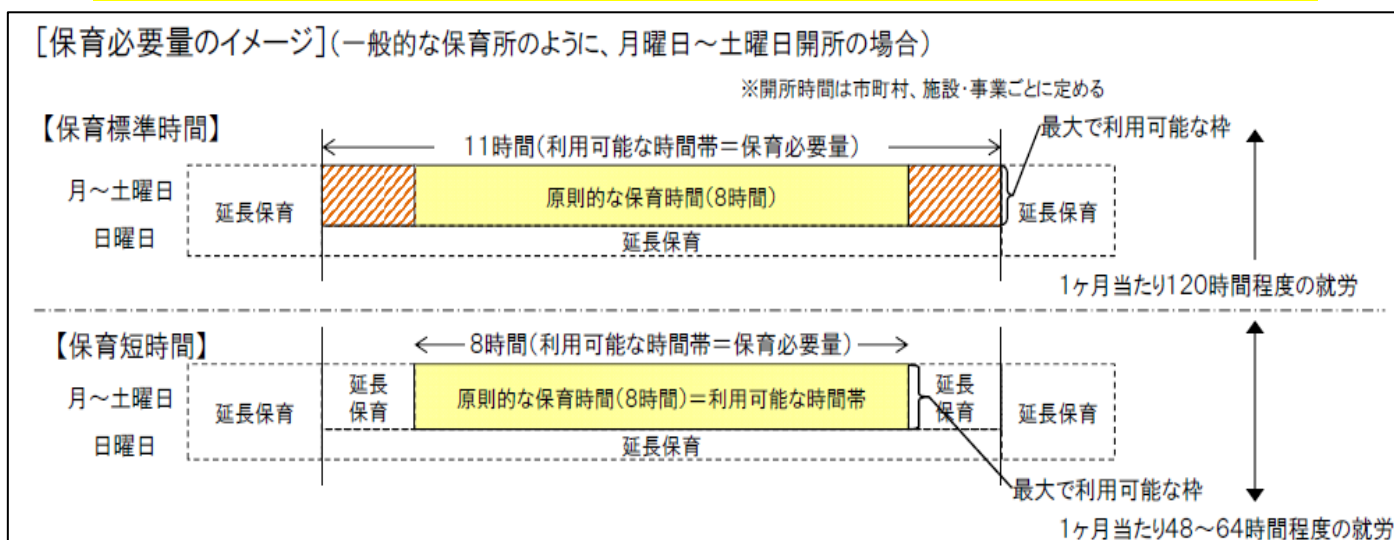 [保育必要量のイメージ](一般的な保育所のように、月曜日～土曜日開所の場合)
※開所時間は市町村、施設・事業ごとに定める
【保育標準時間】
最大で利用可能な枠
11時間(利用可能な時間帯＝保育必要量)
月～土曜日
延長保育
原則的な保育時間(8時間)
延長保育
日曜日
延長保育
1ヶ月当たり120時間程度の就労
【保育短時間】
8時間(利用可能な時間帯＝保育必要量)
月～土曜日
延長保育
延長
保育
原則的な保育時間(8時間)＝利用可能な時間帯
延長
保育
延長保育
日曜日
延長保育
最大で利用可能な枠
1ヶ月当たり48～64時間程度の就労